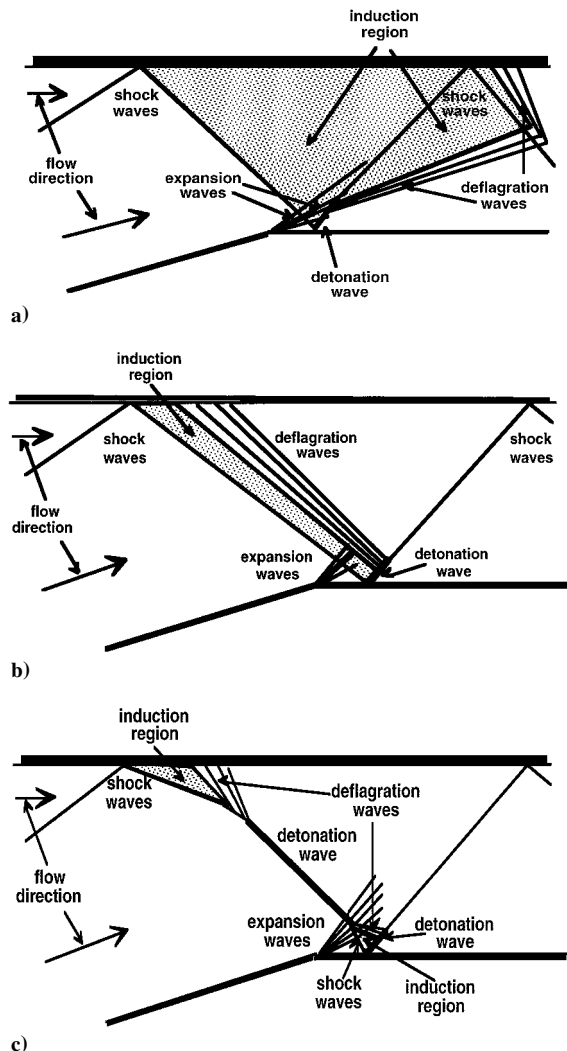 induction
region
shock
waves
shock
waves
flow
direction
expansion
waves
deflagration
waves
detonation
wave
a)
induction
region
shock
waves
deflagration
waves
shock
waves
flow
direction
expansion
waves
detonation
wave
b)
induction
region
shock
waves
deflagration
waves
detonation
wave
flow
direction
expansion
waves
detonation
wave
shock
waves
induction
region
c)